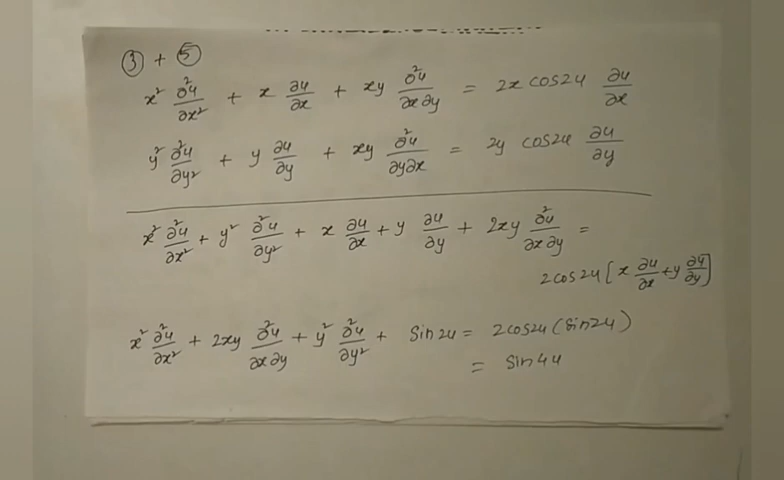 ③ + ⑤
x² ∂²u/∂x² + x ∂u/∂x + xy ∂²u/∂x∂y = 2x cos2u ∂u/∂x
y² ∂²u/∂y² + y ∂u/∂y + xy ∂²u/∂y∂x = 2y cos2u ∂u/∂y
x² ∂²u/∂x² + y² ∂²u/∂y² + x ∂u/∂x + y ∂u/∂y + 2xy ∂²u/∂x∂y =
2cos2u [x ∂u/∂x + y ∂u/∂y]
x² ∂²u/∂x² + 2xy ∂²u/∂x∂y + y² ∂²u/∂y² + Sin2u = 2cos2u (Sin2u)
= Sin4u